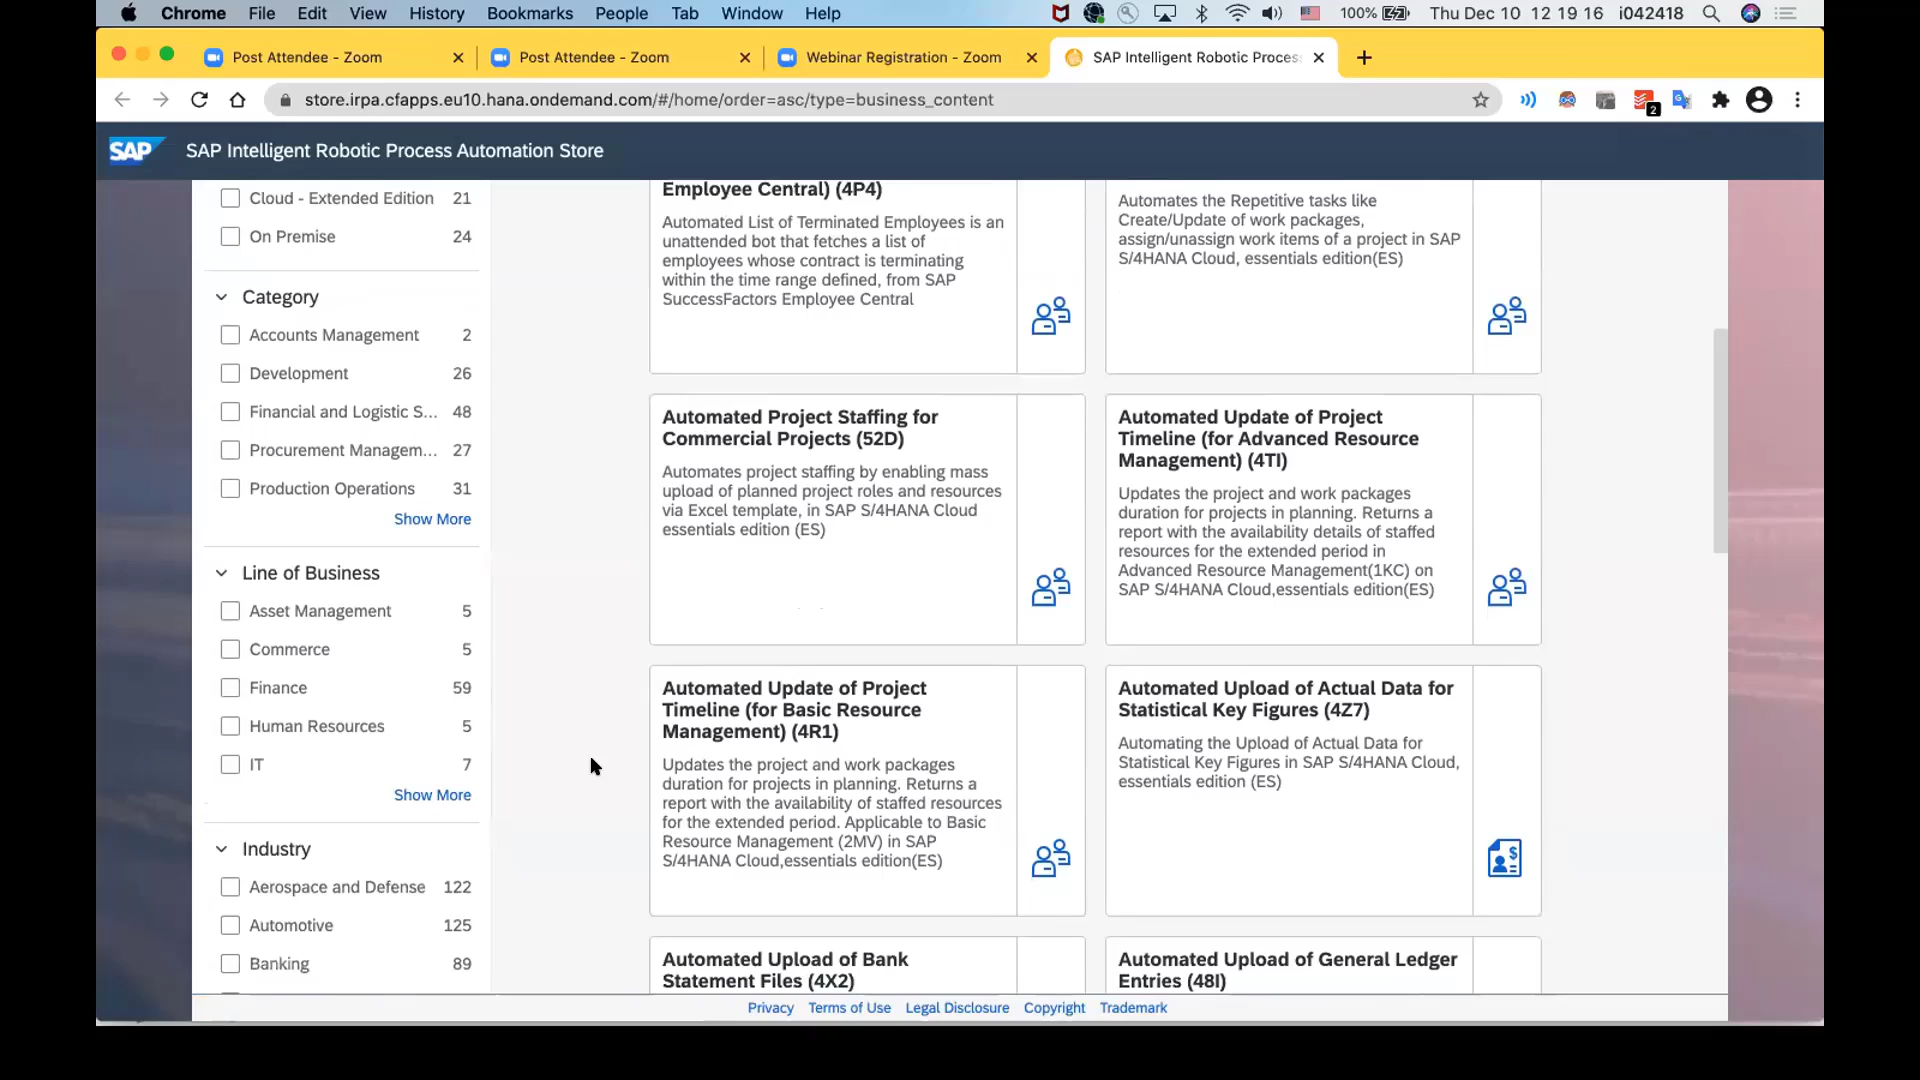 Chrome File Edit View History Bookmarks People Tab Window Help 100% Thu Dec 10 12 19 16 i042418
Post Attendee - Zoom
Post Attendee - Zoom
Webinar Registration - Zoom
SAP Intelligent Robotic Proces
store.irpa.cfapps.eu10.hana.ondemand.com/#/home/order=asc/type=business_content
2
SAP SAP Intelligent Robotic Process Automation Store
Cloud - Extended Edition 21
On Premise 24
Category
Accounts Management 2
Development 26
Financial and Logistic S... 48
Procurement Managem... 27
Production Operations 31
Show More
Line of Business
Asset Management 5
Commerce 5
Finance 59
Human Resources 5
IT 7
Show More
Industry
Aerospace and Defense 122
Automotive 125
Banking 89
Employee Central) (4P4)
Automated List of Terminated Employees is an
unattended bot that fetches a list of
employees whose contract is terminating
within the time range defined, from SAP
SuccessFactors Employee Central
Automates the Repetitive tasks like
Create/Update of work packages,
assign/unassign work items of a project in SAP
S/4HANA Cloud, essentials edition(ES)
Automated Project Staffing for
Commercial Projects (52D)
Automates project staffing by enabling mass
upload of planned project roles and resources
via Excel template, in SAP S/4HANA Cloud
essentials edition (ES)
Automated Update of Project
Timeline (for Advanced Resource
Management) (4TI)
Updates the project and work packages
duration for projects in planning. Returns a
report with the availability details of staffed
resources for the extended period in
Advanced Resource Management(1KC) on
SAP S/4HANA Cloud,essentials edition(ES)
Automated Update of Project
Timeline (for Basic Resource
Management) (4R1)
Updates the project and work packages
duration for projects in planning. Returns a
report with the availability of staffed resources
for the extended period. Applicable to Basic
Resource Management (2MV) in SAP
S/4HANA Cloud,essentials edition(ES)
Automated Upload of Actual Data for
Statistical Key Figures (4Z7)
Automating the Upload of Actual Data for
Statistical Key Figures in SAP S/4HANA Cloud,
essentials edition (ES)
Automated Upload of Bank
Statement Files (4X2)
Automated Upload of General Ledger
Entries (48I)
Privacy Terms of Use Legal Disclosure Copyright Trademark